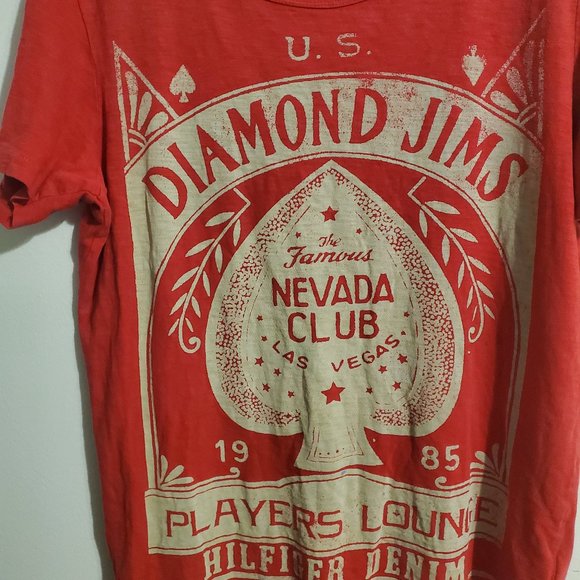 U. S.
DIAMOND JIMS
The
Famous
NEVADA
CLUB
LAS VEGAS
19 85
PLAYERS LOUNGE
HILFIGER DENIM